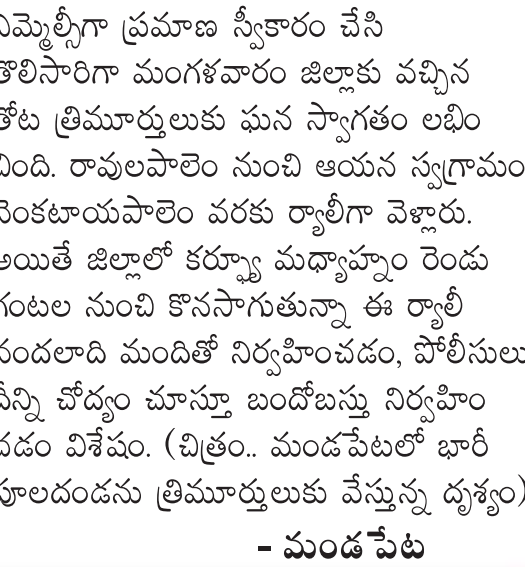 ఎమ్మెల్సీగా ప్రమాణ స్వీకారం చేసి
తొలిసారిగా మంగళవారం జిల్లాకు వచ్చిన
తోట త్రిమూర్తులుకు ఘన స్వాగతం లభిం
చింది. రావులపాలెం నుంచి ఆయన స్వగ్రామం
వెంకటాయపాలెం వరకు ర్యాలీగా వెళ్లారు.
అయితే జిల్లాలో కర్ఫ్యూ మధ్యాహ్నం రెండు
గంటల నుంచి కొనసాగుతున్నా ఈ ర్యాలీ
వందలాది మందితో నిర్వహించడం, పోలీసులు
వీన్ని చోద్యం చూస్తూ బందోబస్తు నిర్వహిం
చడం విశేషం. (చిత్రం.. మండపేటలో భారీ
పూలదండను త్రిమూర్తులుకు వేస్తున్న దృశ్యం)
- మండపేట